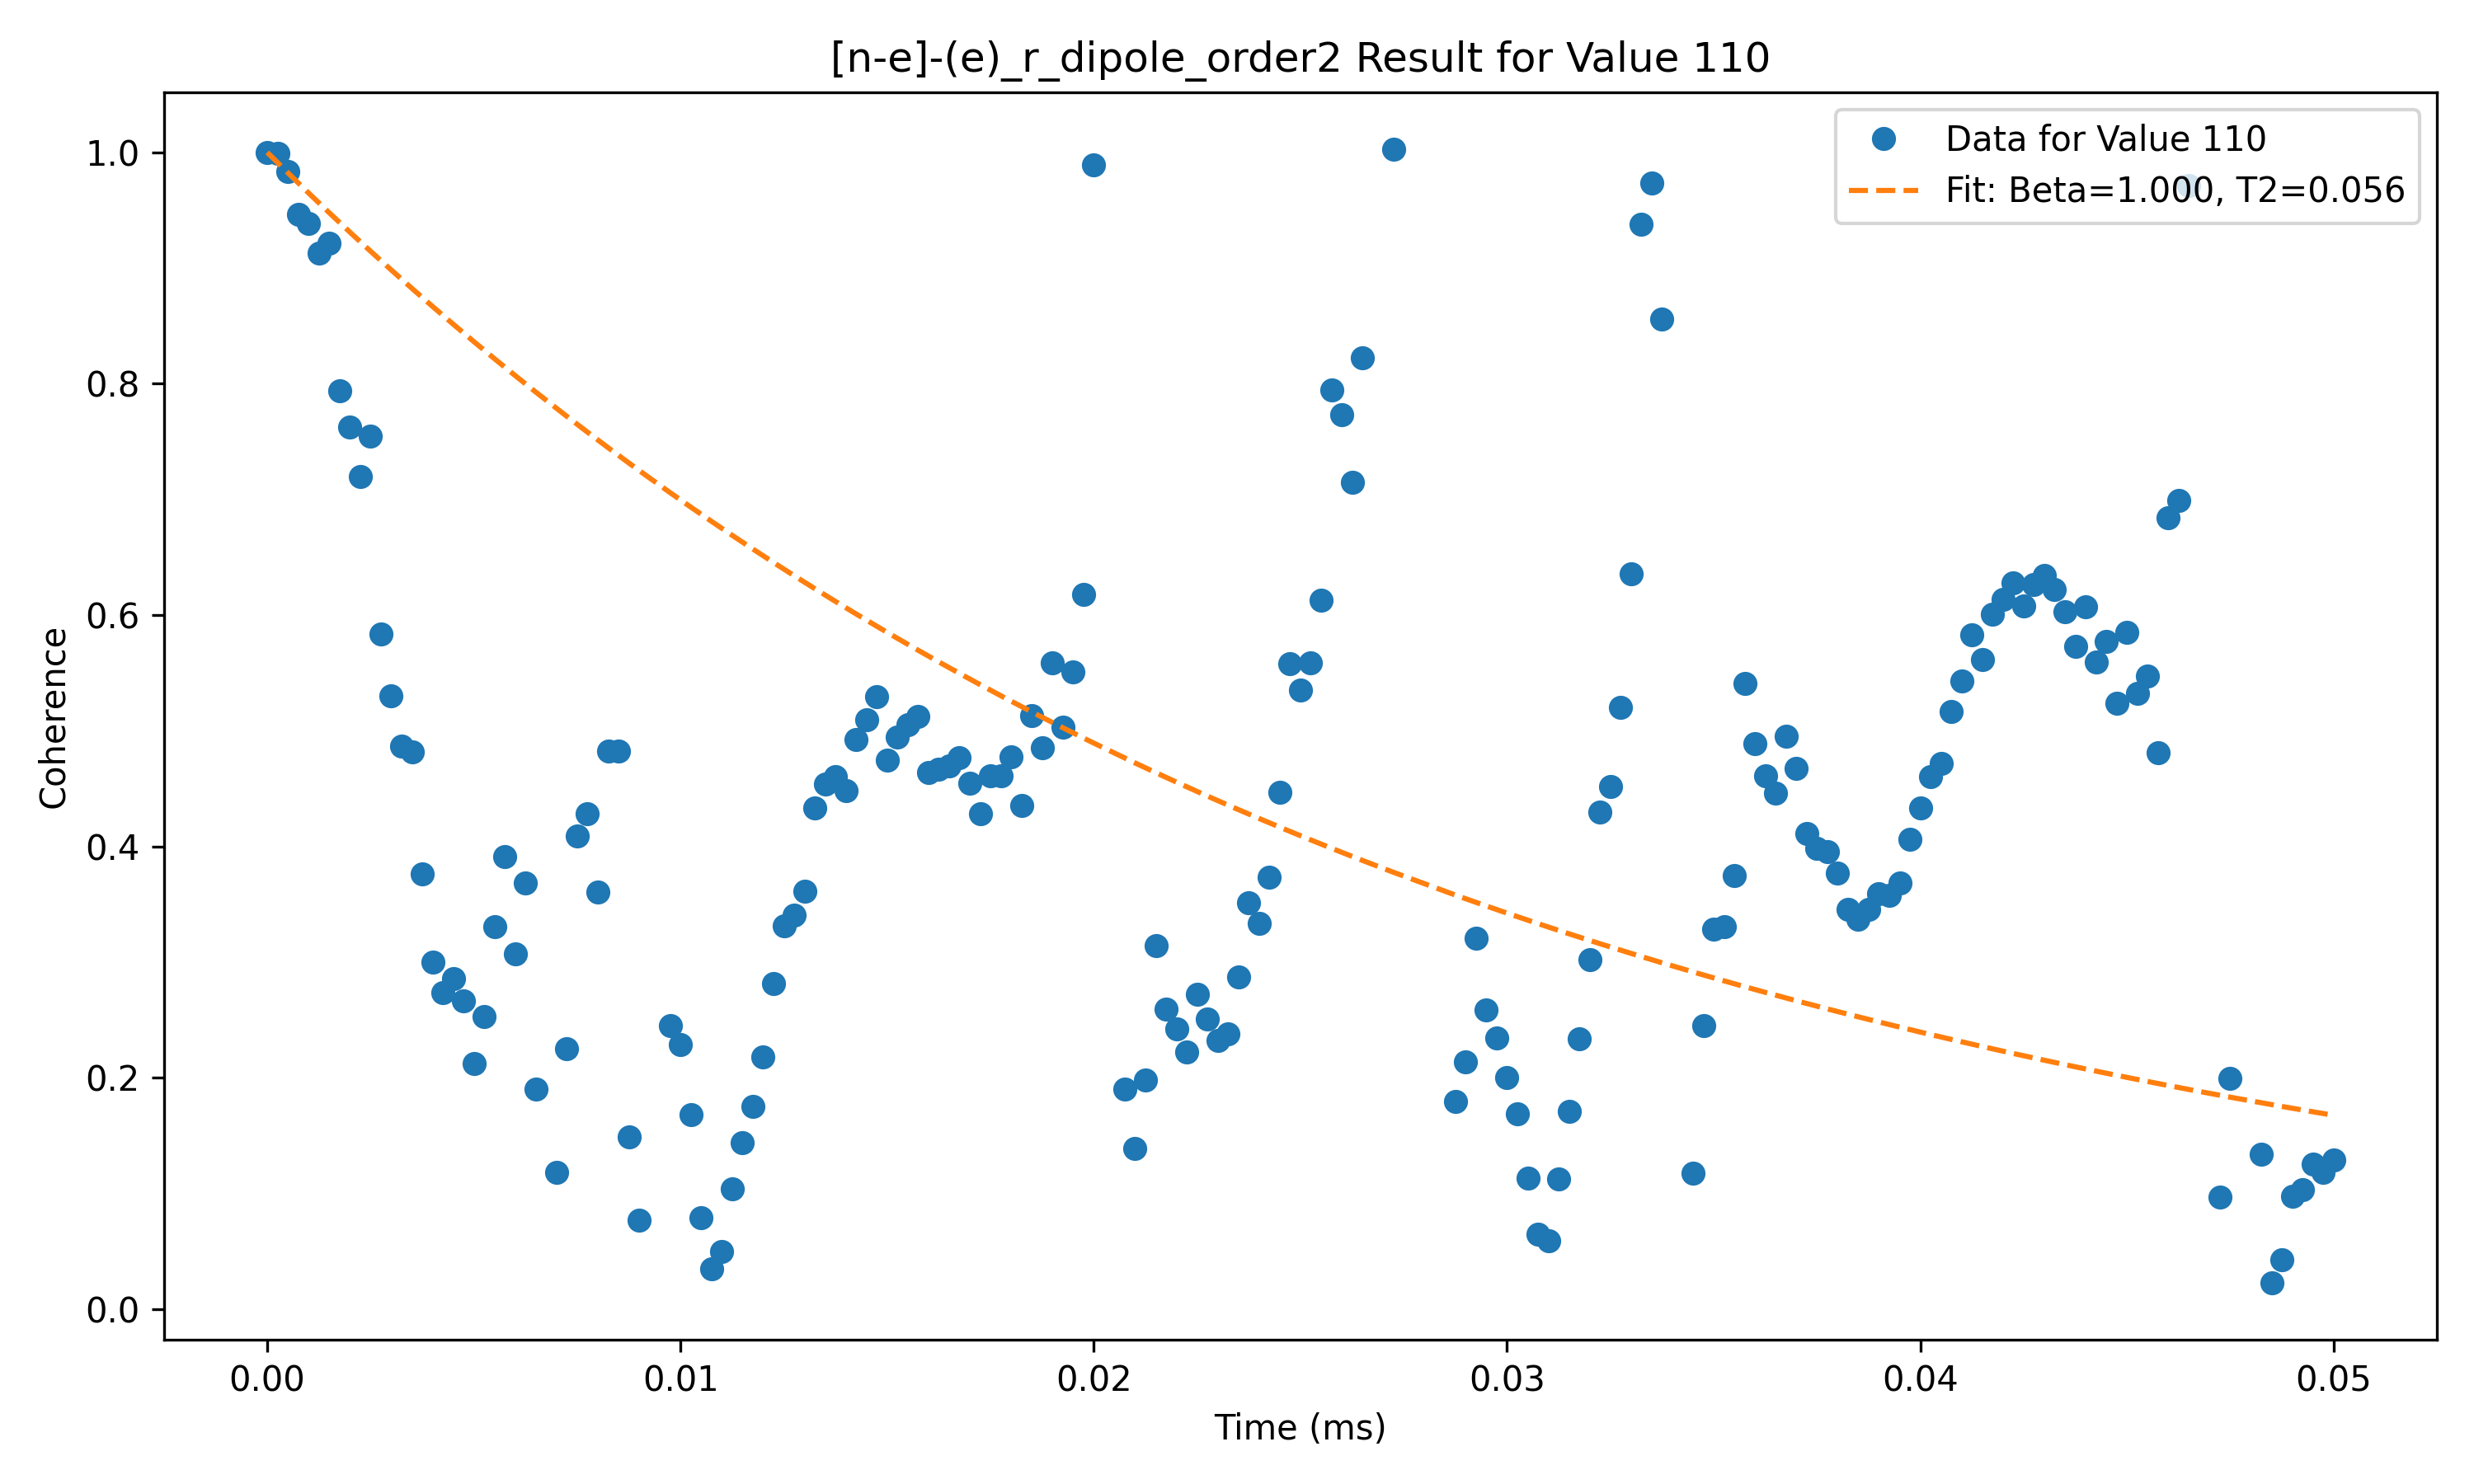 [n-e]-(e)_r_dipole_order2 Result for Value 110
Data for Value 110
Fit: Beta=1.000, T2=0.056
Coherence
1.0
0.8
0.6
0.4
0.2
0.0
0.00 0.01 0.02 0.03 0.04 0.05
Time (ms)